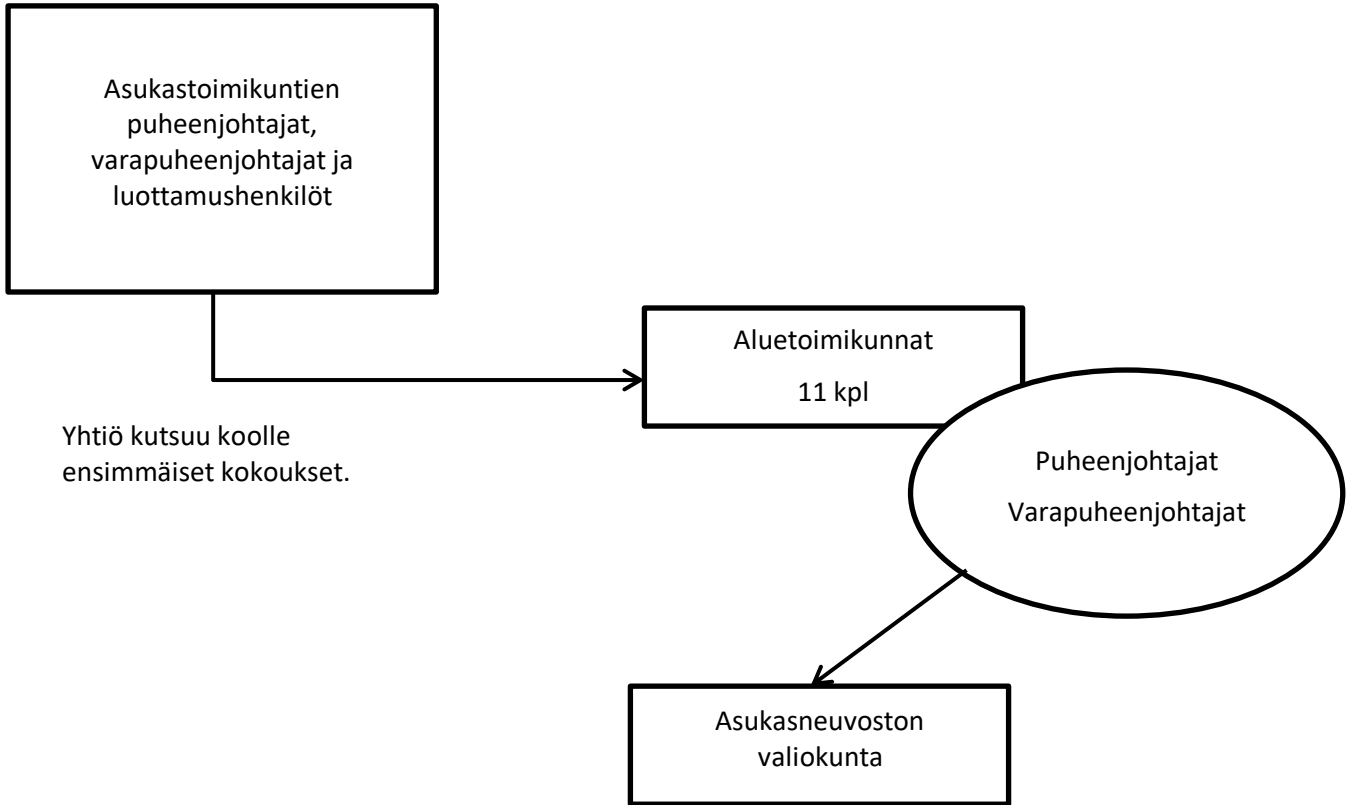 Asukastoimikuntien
puheenjohtajat,
varapuheenjohtajat ja
luottamushenkilöt
Aluetoimikunnat
11 kpl
Yhtiö kutsuu koolle
ensimmäiset kokoukset.
Puheenjohtajat
Varapuheenjohtajat
Asukasneuvoston
valiokunta